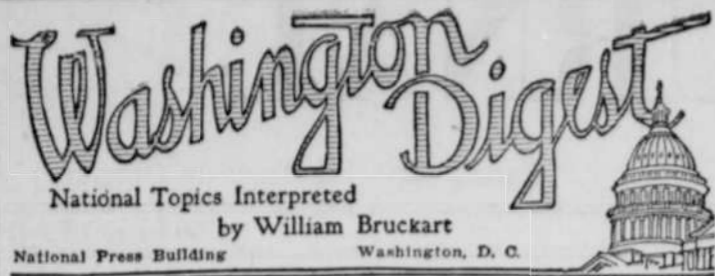 Washington
Digest
National Topics Interpreted
by William Bruckart
National Press Building Washington, D. C.